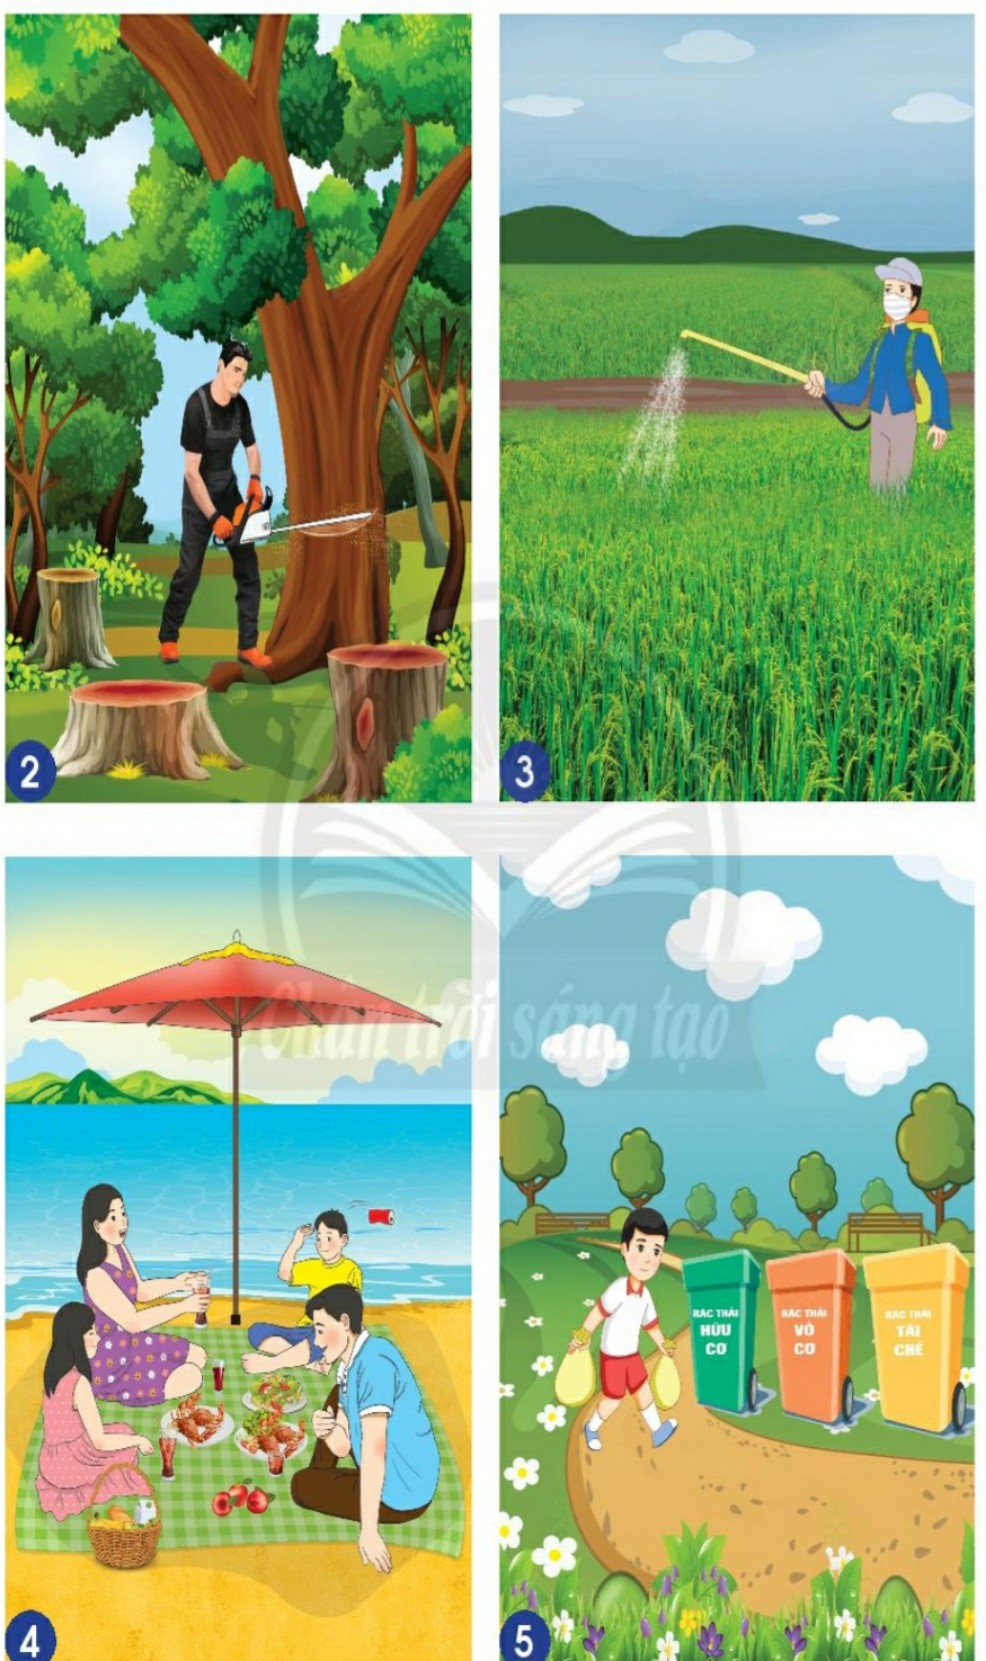 2
3
Chân trời sáng tạo
RÁC THẢI
HỮU
CƠ
RÁC THẢI
VÔ
CƠ
RÁC THẢI
TÁI
CHẾ
4
5